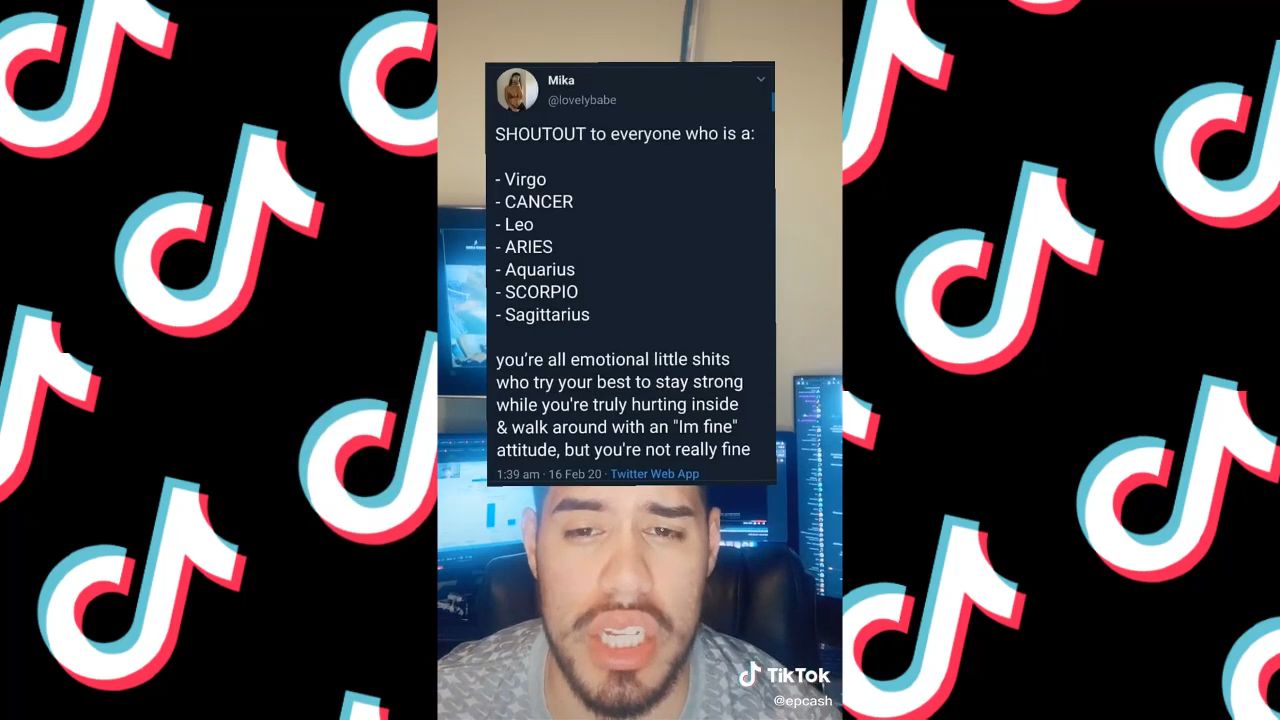 Mika
@lovelybabe
SHOUTOUT to everyone who is a:
- Virgo
- CANCER
- Leo
- ARIES
- Aquarius
- SCORPIO
- Sagittarius
you're all emotional little shits
who try your best to stay strong
while you're truly hurting inside
& walk around with an "Im fine"
attitude, but you're not really fine
1:39 am · 16 Feb 20 · Twitter Web App
TikTok
@epcash